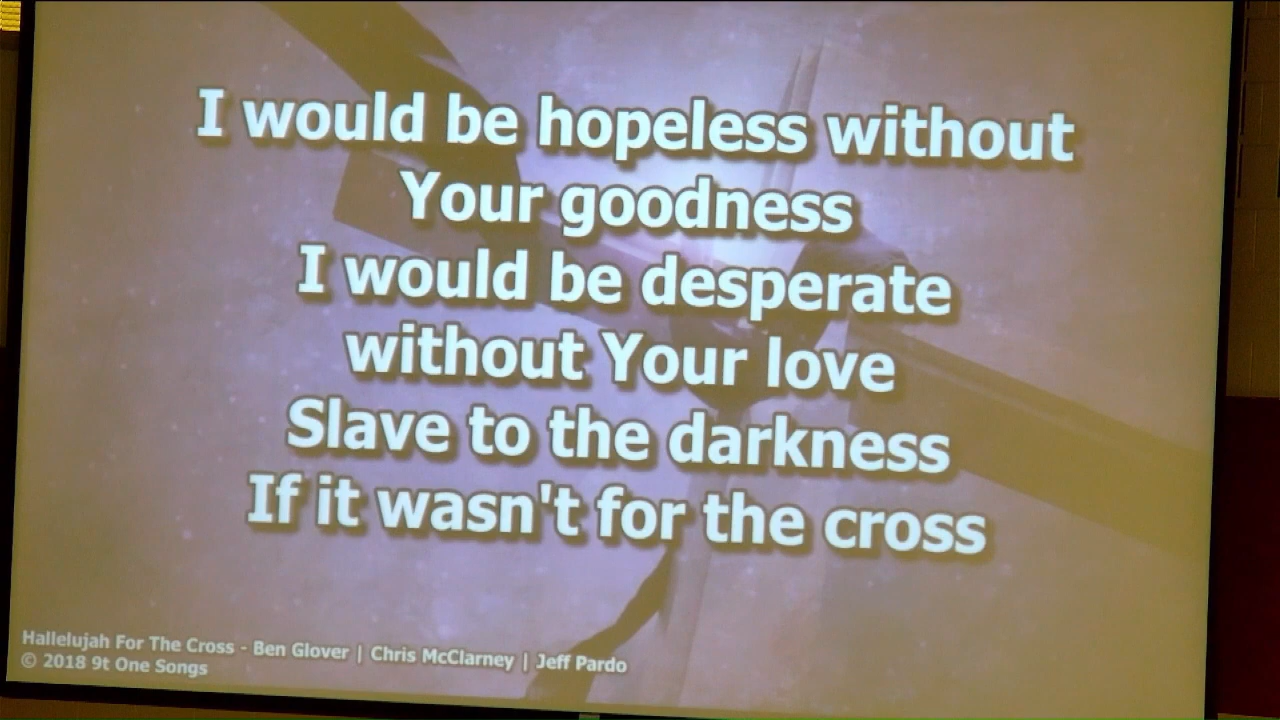 I would be hopeless without
Your goodness
I would be desperate
without Your love
Slave to the darkness
If it wasn't for the cross
Hallelujah For The Cross - Ben Glover | Chris McClarney | Jeff Pardo
© 2018 9t One Songs